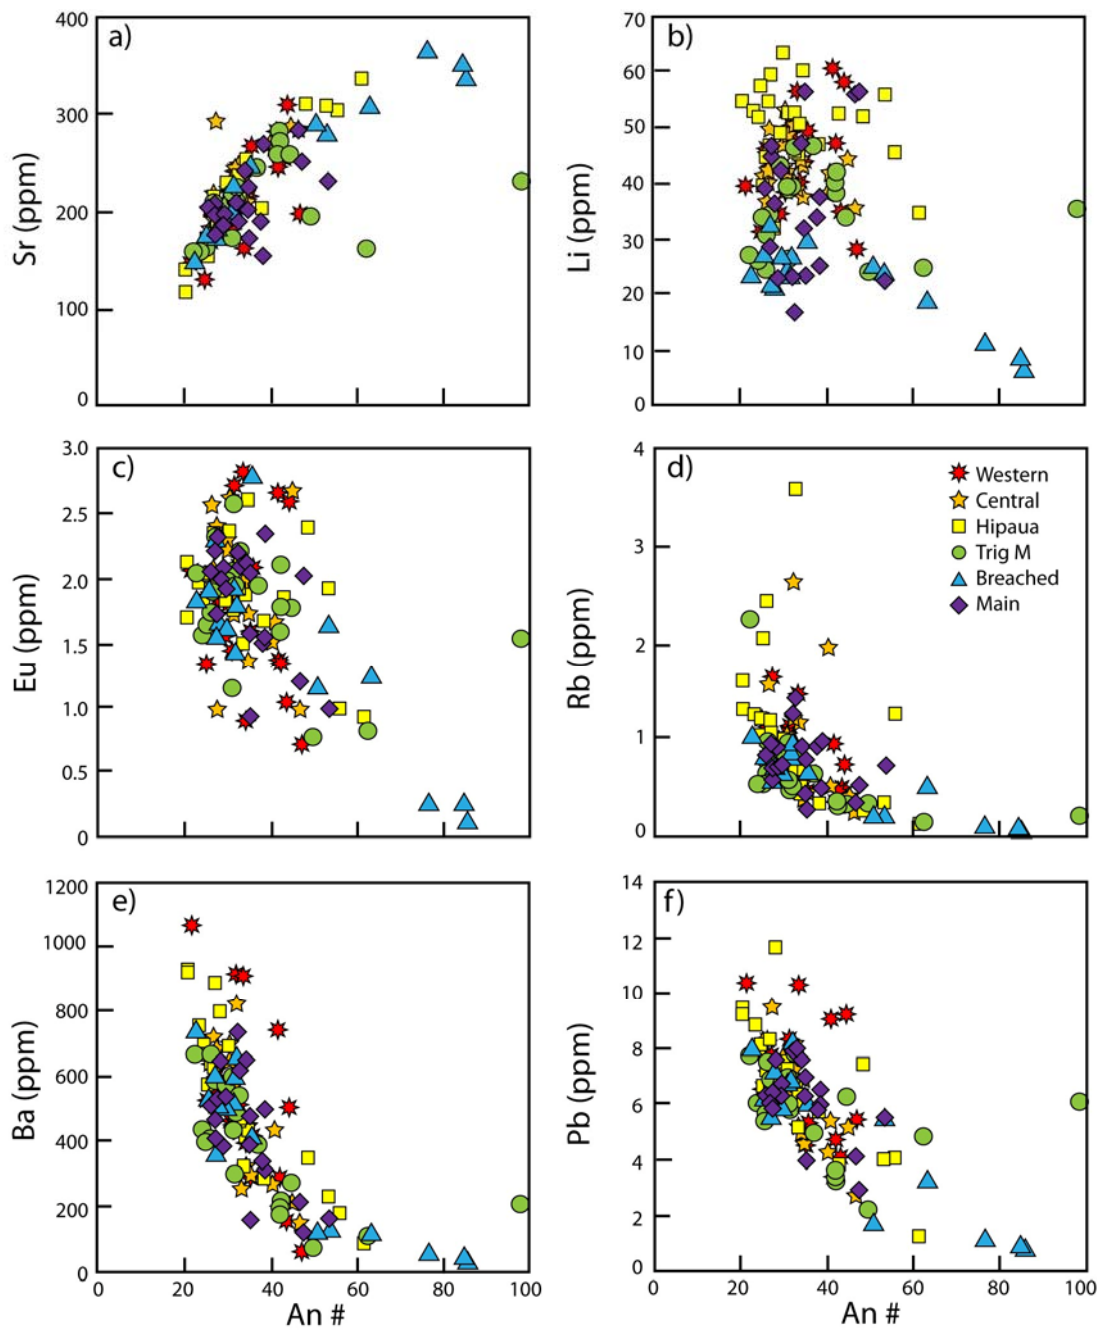 a)
400
300
200
100
0
Sr (ppm)
b)
70
60
50
40
30
20
10
0
Li (ppm)
c)
3.0
2.5
2.0
1.5
1.0
0.5
0
Eu (ppm)
d)
4
3
2
1
0
Rb (ppm)
Western
Central
Hipaua
Trig M
Breached
Main
e)
1200
1000
800
600
400
200
0
Ba (ppm)
0 20 40 60 80 100
An #
f)
14
12
10
8
6
4
2
0
Pb (ppm)
0 20 40 60 80 100
An #